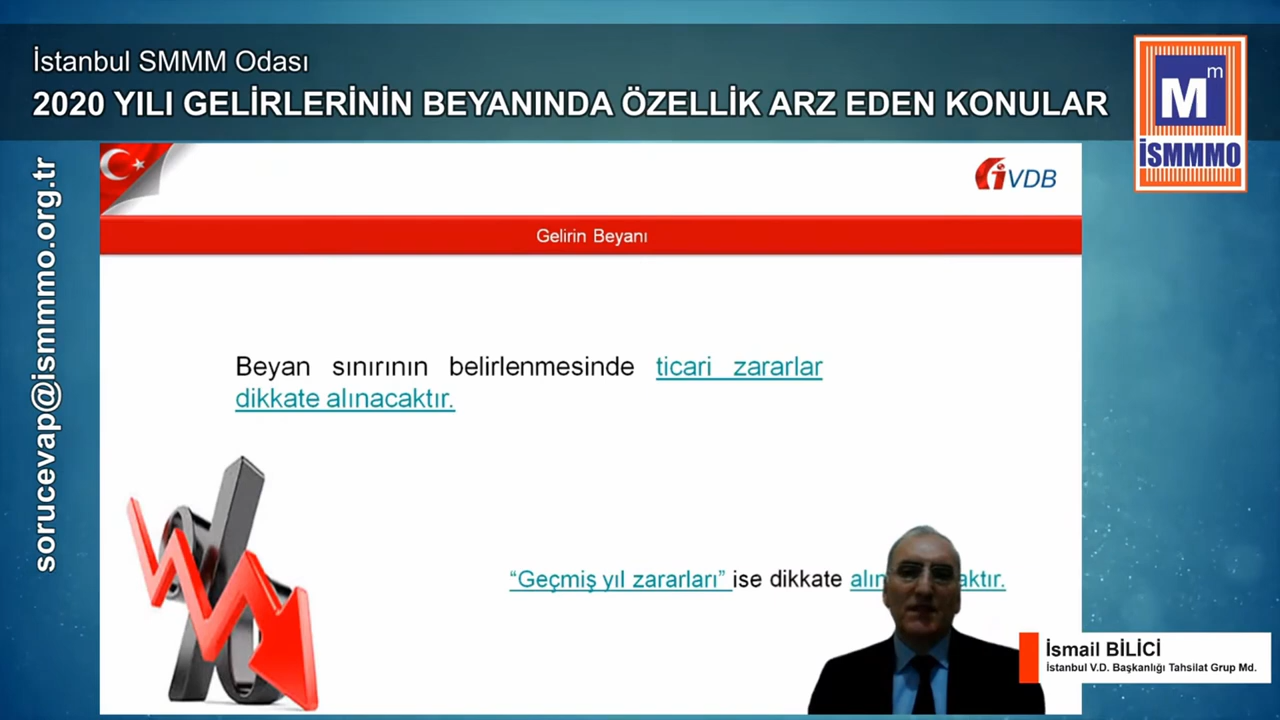 İstanbul SMMM Odası
2020 YILI GELİRLERİNİN BEYANINDA ÖZELLİK ARZ EDEN KONULAR
M
m
İSMMMO
sorucevap@ismmmo.org.tr
VDB
Gelirin Beyanı
Beyan sınırının belirlenmesinde ticari zararlar
dikkate alınacaktır.
“Geçmiş yıl zararları” ise dikkate
İsmail BİLİCİ
İstanbul V.D. Başkanlığı Tahsilat Grup Md.